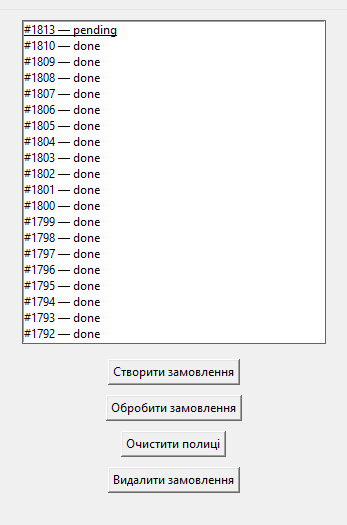 #1813 — pending
#1810 — done
#1809 — done
#1808 — done
#1807 — done
#1806 — done
#1805 — done
#1804 — done
#1803 — done
#1802 — done
#1801 — done
#1800 — done
#1799 — done
#1798 — done
#1797 — done
#1796 — done
#1795 — done
#1794 — done
#1793 — done
#1792 — done
Створити замовлення
Обробити замовлення
Очистити полиці
Видалити замовлення